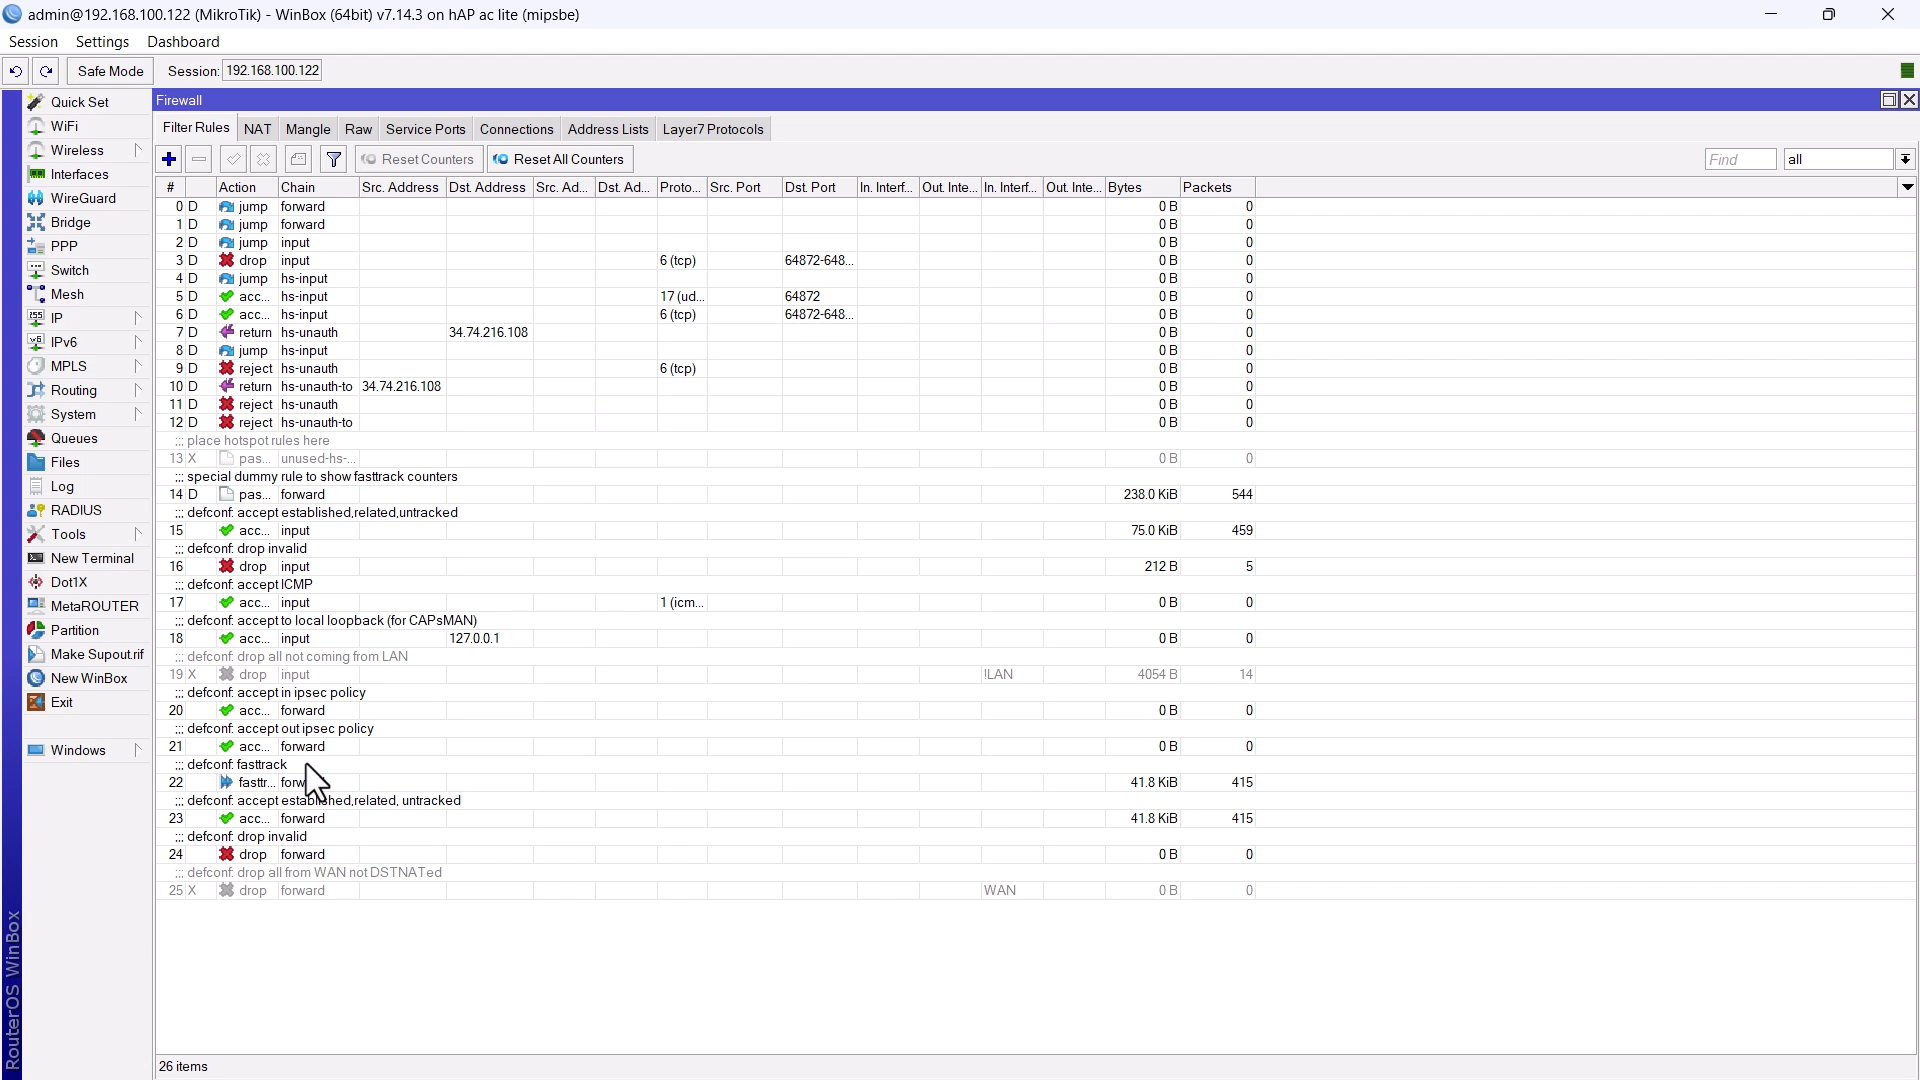 admin@192.168.100.122 (MikroTik) - WinBox (64bit) v7.14.3 on hAP ac lite (mipsbe)
Session Settings Dashboard
Safe Mode Session: 192.168.100.122
Quick Set
WiFi
Wireless
Interfaces
WireGuard
Bridge
PPP
Switch
Mesh
IP
IPv6
MPLS
Routing
System
Queues
Files
Log
RADIUS
Tools
New Terminal
Dot1X
MetaROUTER
Partition
Make Supout.rif
New WinBox
Exit
Windows
RouterOS WinBox
Firewall
Filter Rules NAT Mangle Raw Service Ports Connections Address Lists Layer7 Protocols
Reset Counters Reset All Counters Find all
# Action Chain Src. Address Dst. Address Src. Ad... Dst. Ad... Proto... Src. Port Dst. Port In. Interf... Out. Inte... In. Interf... Out. Inte... Bytes Packets
0 D jump forward 0 B 0
1 D jump forward 0 B 0
2 D jump input 0 B 0
3 D drop input 6 (tcp) 64872-648... 0 B 0
4 D jump hs-input 0 B 0
5 D acc... hs-input 17 (ud... 64872 0 B 0
6 D acc... hs-input 6 (tcp) 64872-648... 0 B 0
7 D return hs-unauth 34.74.216.108 0 B 0
8 D jump hs-input 0 B 0
9 D reject hs-unauth 6 (tcp) 0 B 0
10 D return hs-unauth-to 34.74.216.108 0 B 0
11 D reject hs-unauth 0 B 0
12 D reject hs-unauth-to 0 B 0
;;; place hotspot rules here
13 X pas... unused-hs-... 0 B 0
;;; special dummy rule to show fasttrack counters
14 D pas... forward 238.0 KiB 544
;;; defconf: accept established,related,untracked
15 acc... input 75.0 KiB 459
;;; defconf: drop invalid
16 drop input 212 B 5
;;; defconf: accept ICMP
17 acc... input 1 (icm... 0 B 0
;;; defconf: accept to local loopback (for CAPsMAN)
18 acc... input 127.0.0.1 0 B 0
;;; defconf: drop all not coming from LAN
19 X drop input !LAN 4054 B 14
;;; defconf: accept in ipsec policy
20 acc... forward 0 B 0
;;; defconf: accept out ipsec policy
21 acc... forward 0 B 0
;;; defconf: fasttrack
22 fasttr... forw 41.8 KiB 415
;;; defconf: accept established,related, untracked
23 acc... forward 41.8 KiB 415
;;; defconf: drop invalid
24 drop forward 0 B 0
;;; defconf: drop all from WAN not DSTNATed
25 X drop forward WAN 0 B 0
26 items